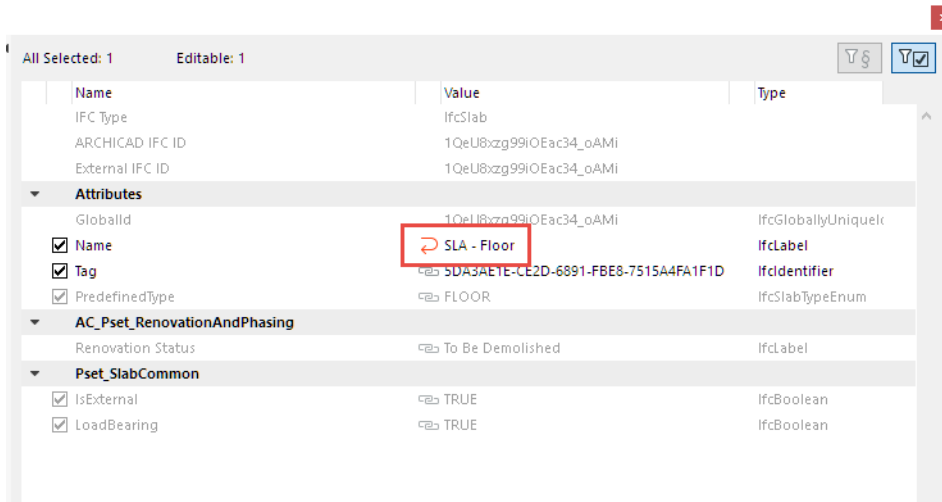 All Selected: 1 Editable: 1
Name Value Type
IFC Type IfcSlab
ARCHICAD IFC ID 1QeU8xzg99iOEac34_oAMi
External IFC ID 1QeU8xzg99iOEac34_oAMi
Attributes
GlobalId 1QeU8xzg99iOEac34_oAMi IfcGloballyUniqueIc
Name SLA - Floor IfcLabel
Tag 5DA3AE1E-CE2D-6891-FBE8-7515A4FA1F1D IfcIdentifier
PredefinedType FLOOR IfcSlabTypeEnum
AC_Pset_RenovationAndPhasing
Renovation Status To Be Demolished IfcLabel
Pset_SlabCommon
IsExternal TRUE IfcBoolean
LoadBearing TRUE IfcBoolean